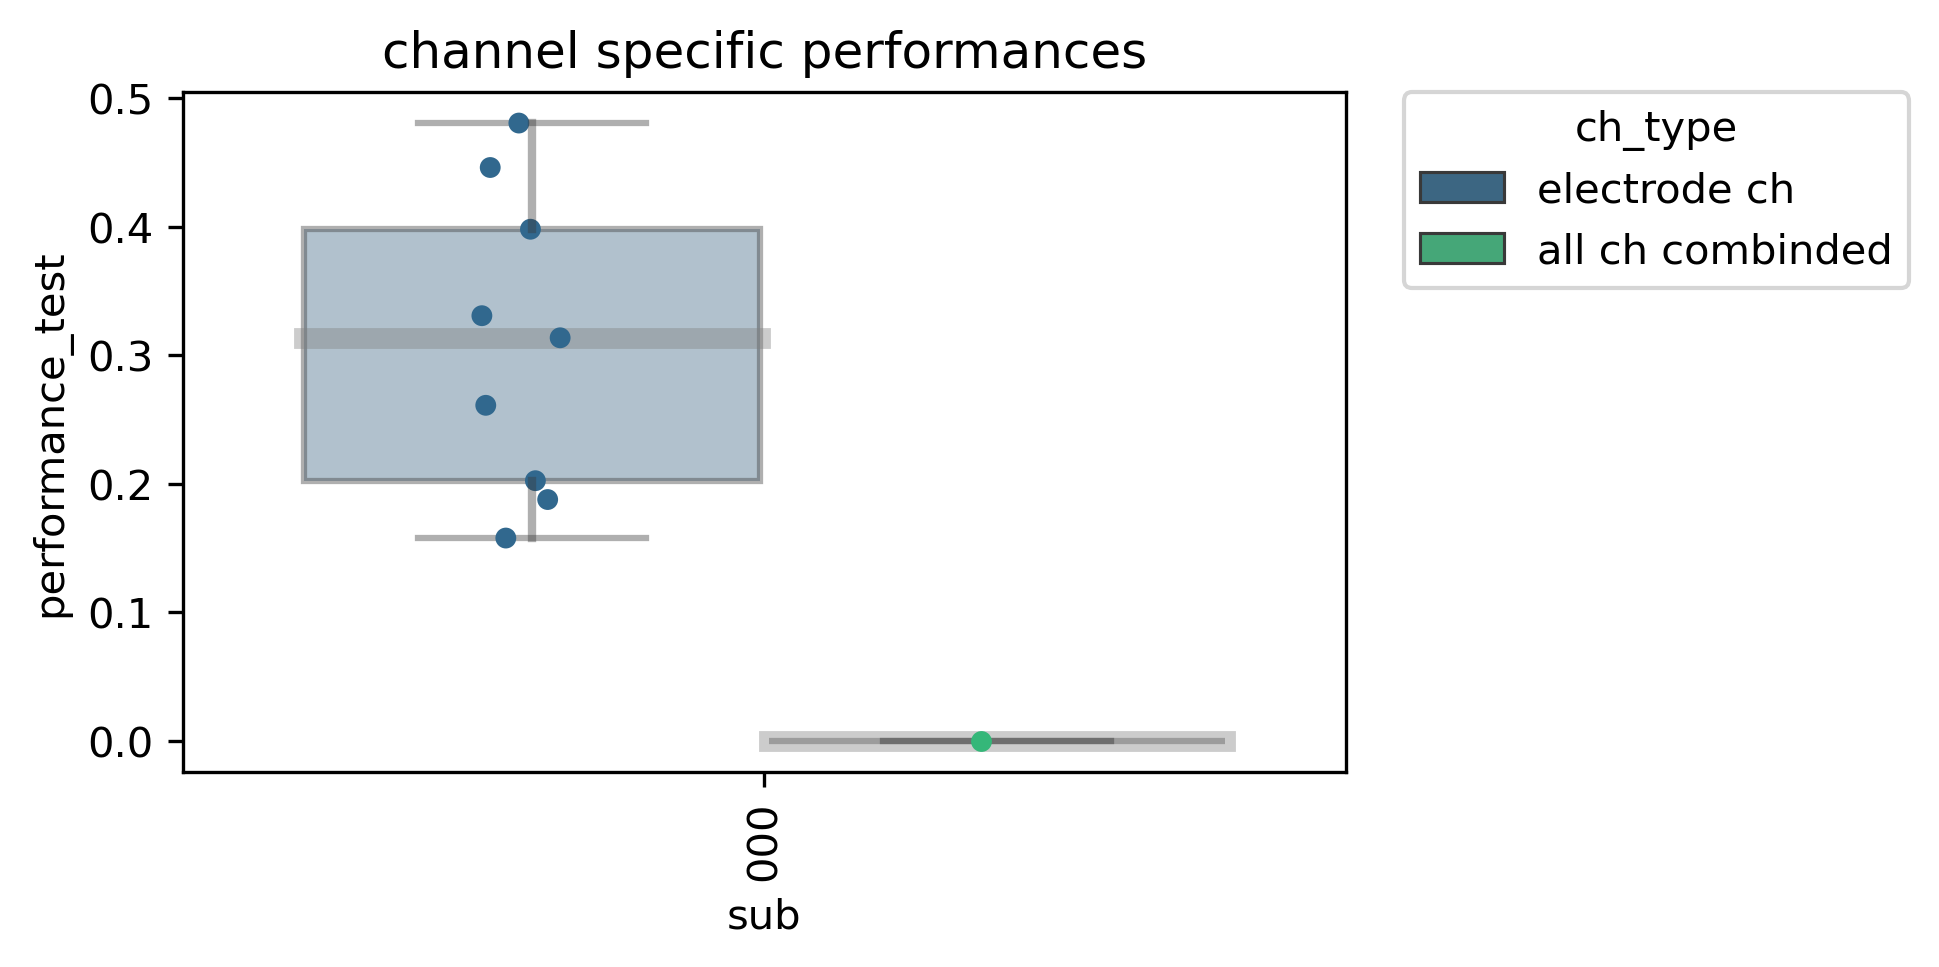 channel specific performances
performance_test
0.5
0.4
0.3
0.2
0.1
0.0
000
sub
ch_type
electrode ch
all ch combinded